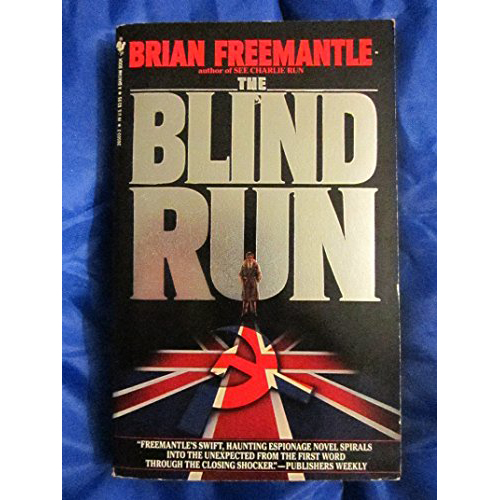 BRIAN FREEMANTLE
author of SEE CHARLIE RUN
THE
BLIND
RUN
"FREEMANTLE'S SWIFT, HAUNTING ESPIONAGE NOVEL SPIRALS
INTO THE UNEXPECTED FROM THE FIRST WORD
THROUGH THE CLOSING SHOCKER."—PUBLISHERS WEEKLY